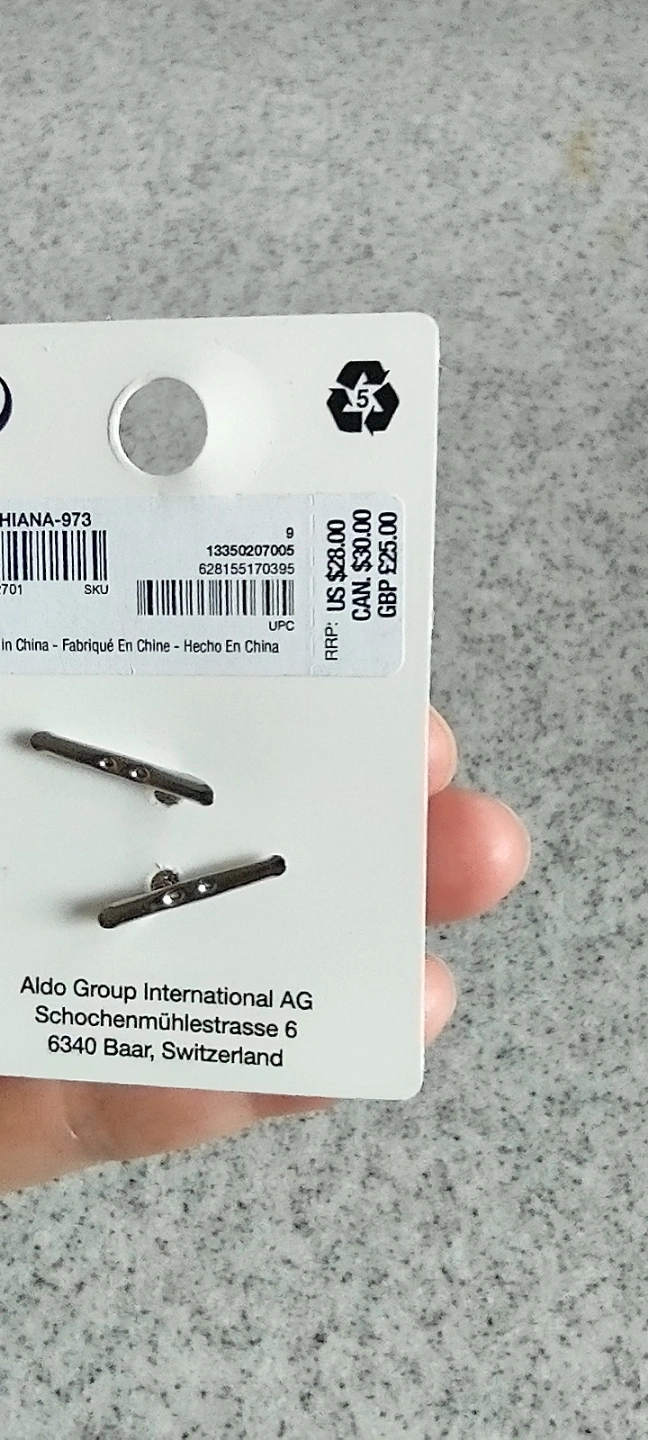 5
HIANA-973
701
SKU
9
13350207005
628155170395
UPC
in China - Fabriqué En Chine - Hecho En China
RRP: US $28.00
CAN. $30.00
GBP £25.00
Aldo Group International AG
Schochenmühlestrasse 6
6340 Baar, Switzerland